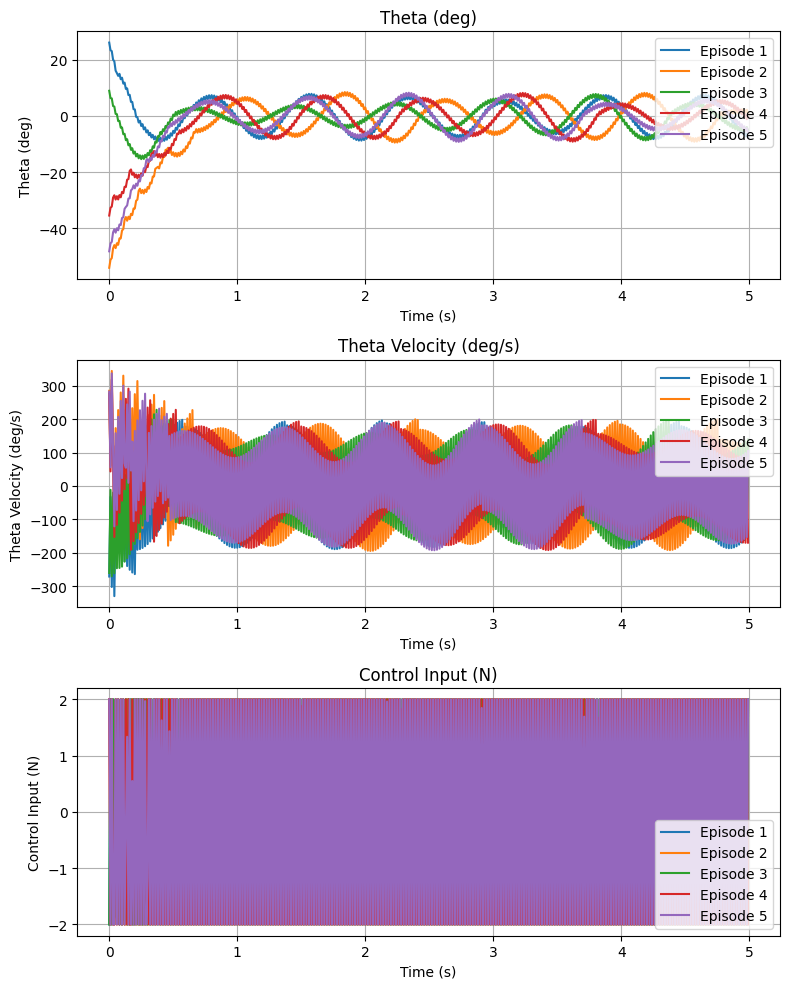 Theta (deg)
Theta (deg)
20
0
−20
−40
Episode 1
Episode 2
Episode 3
Episode 4
Episode 5
0 1 2 3 4 5
Time (s)
Theta Velocity (deg/s)
Theta Velocity (deg/s)
300
200
100
0
−100
−200
−300
Episode 1
Episode 2
Episode 3
Episode 4
Episode 5
0 1 2 3 4 5
Time (s)
Control Input (N)
Control Input (N)
2
1
0
−1
−2
Episode 1
Episode 2
Episode 3
Episode 4
Episode 5
0 1 2 3 4 5
Time (s)